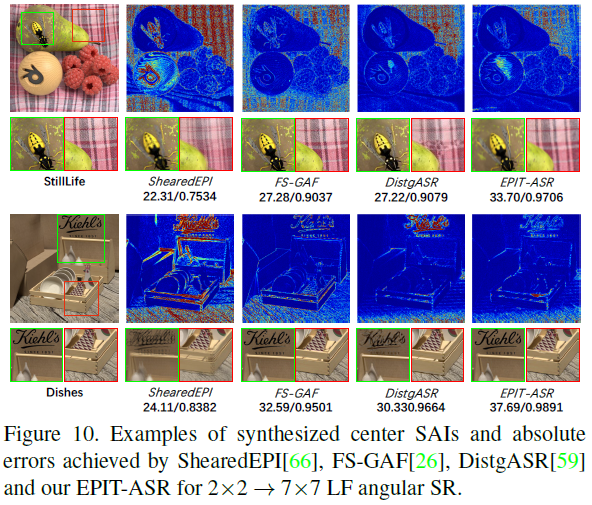 StillLife
ShearedEPI
22.31/0.7534
FS-GAF
27.28/0.9037
DistgASR
27.22/0.9079
EPIT-ASR
33.70/0.9706
Kiehl's
SINCE 1851
Kiehl's
Kiehl's
Kiehl's
Kiehl's
Kiehl's
Dishes
ShearedEPI
24.11/0.8382
FS-GAF
32.59/0.9501
DistgASR
30.330.9664
EPIT-ASR
37.69/0.9891
Figure 10. Examples of synthesized center SAIs and absolute
errors achieved by ShearedEPI[66], FS-GAF[26], DistgASR[59]
and our EPIT-ASR for 2×2 → 7×7 LF angular SR.